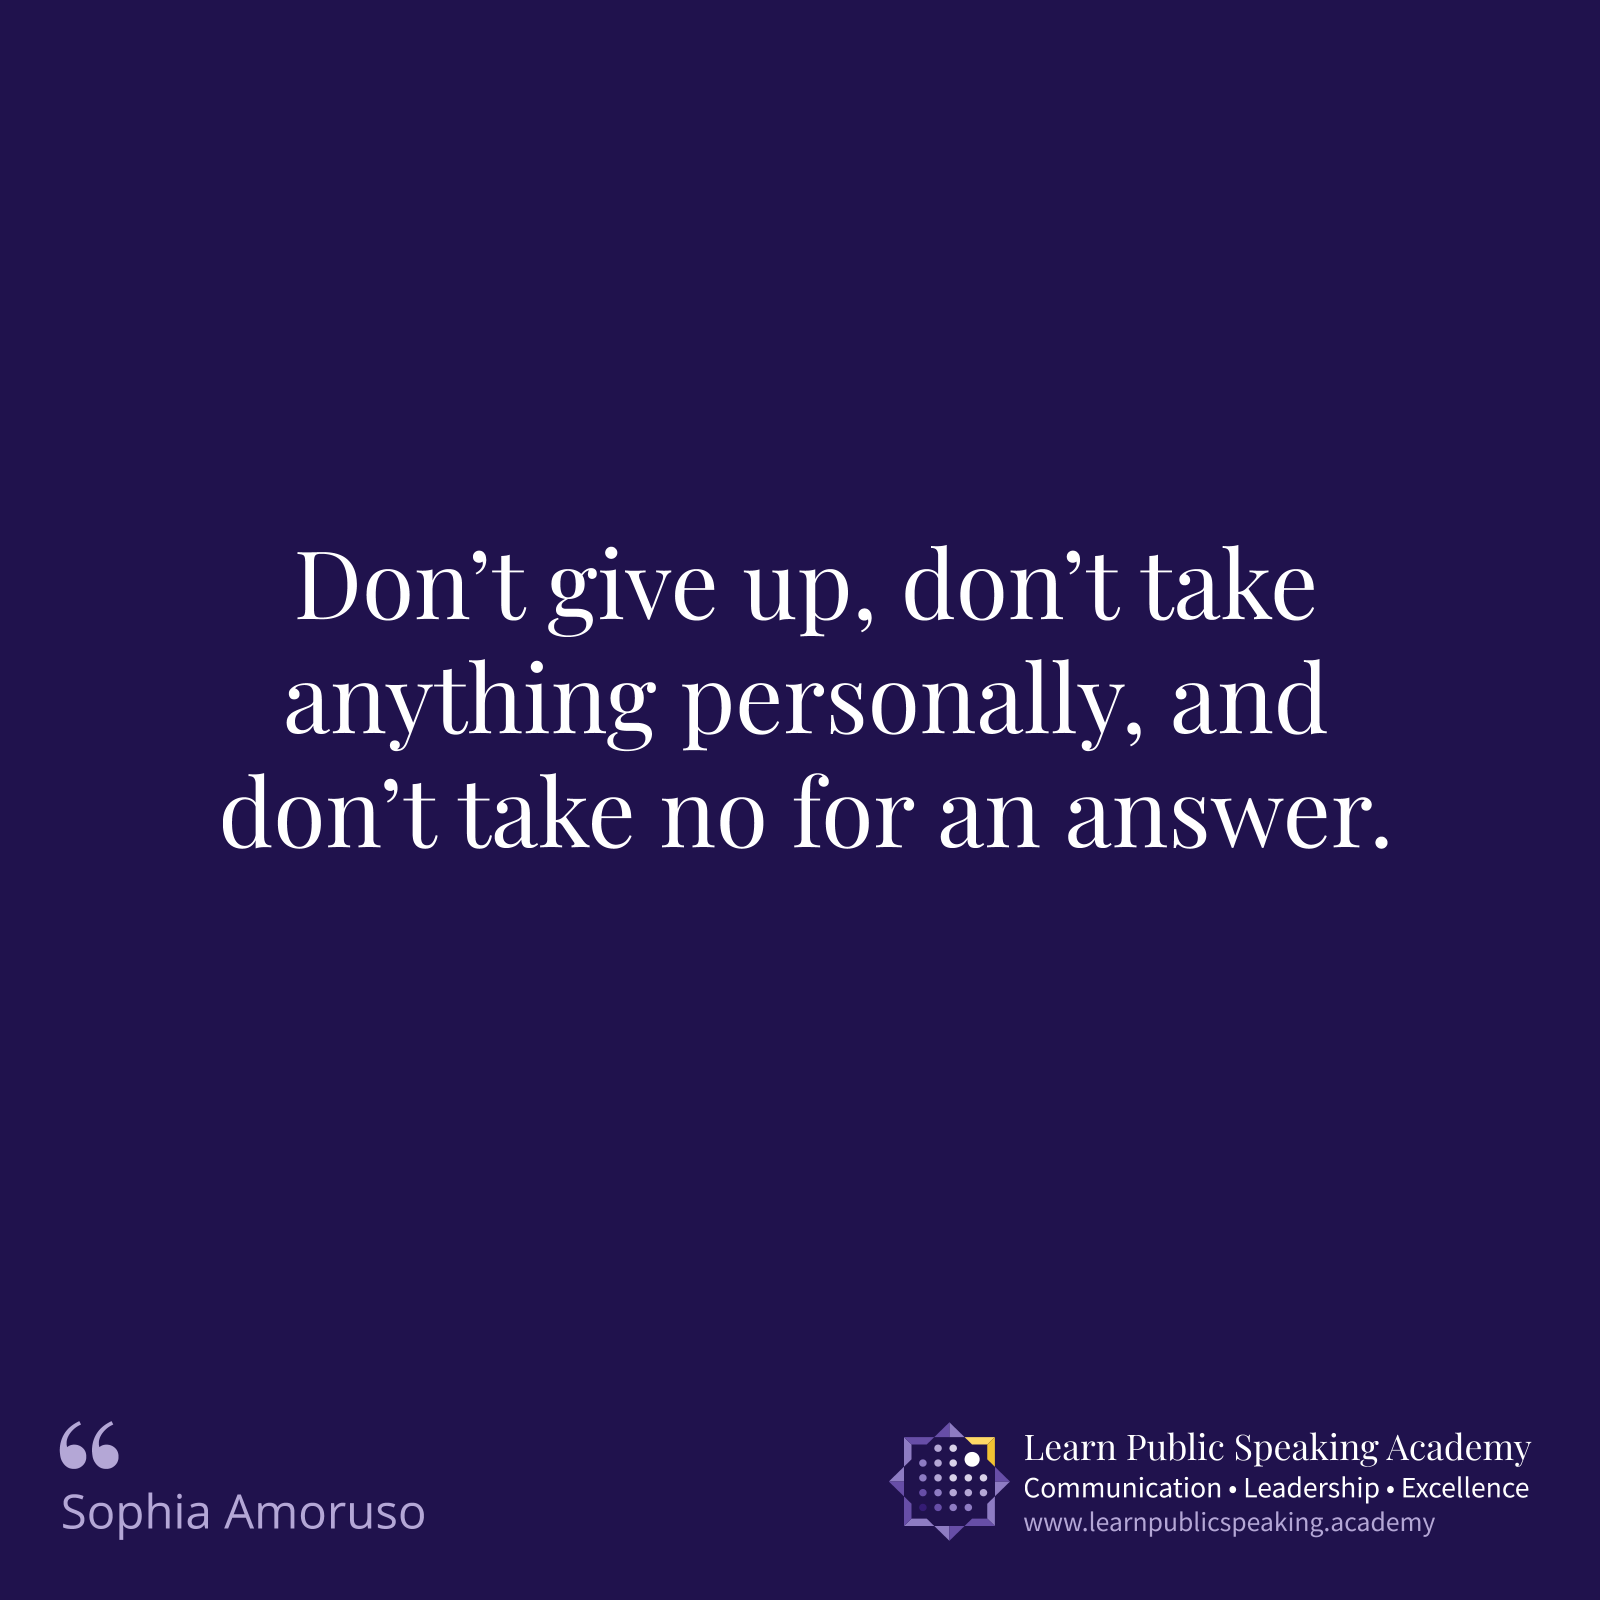 Don’t give up, don’t take
anything personally, and
don’t take no for an answer.
“
Sophia Amoruso
Learn Public Speaking Academy
Communication • Leadership • Excellence
www.learnpublicspeaking.academy